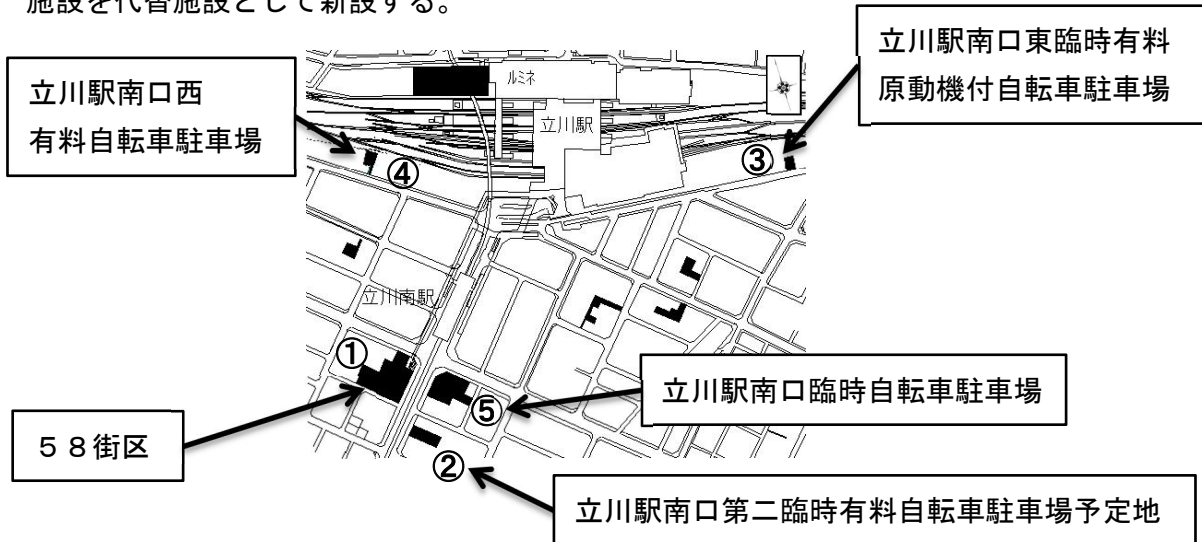 施設を代替施設として新設する。
立川駅南口東臨時有料
原動機付自転車駐車場
立川駅南口西
有料自転車駐車場
ルミネ
立川駅
③
④
立川南駅
①
立川駅南口臨時自転車駐車場
⑤
５８街区
②
立川駅南口第二臨時有料自転車駐車場予定地